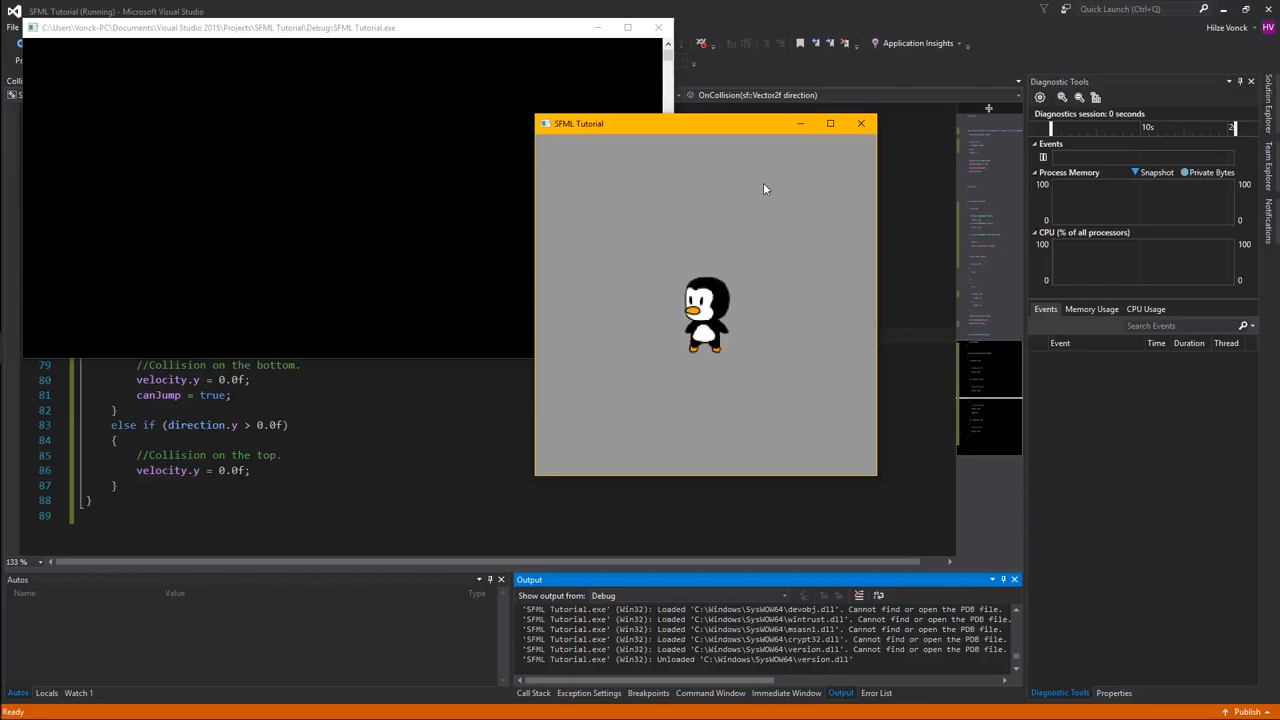 SFML Tutorial (Running) - Microsoft Visual Studio
Quick Launch (Ctrl+Q)
C:\Users\Vonck-PC\Documents\Visual Studio 2015\Projects\SFML Tutorial\Debug\SFML Tutorial.exe
Hilze Vonck
HV
Application Insights
OnCollision(sf::Vector2f direction)
SFML Tutorial
Diagnostic Tools
Diagnostics session: 0 seconds
10s
Events
Process Memory
Snapshot
Private Bytes
100
100
0
0
CPU (% of all processors)
100
100
0
0
Events
Memory Usage
CPU Usage
Search Events
Event
Time
Duration
Thread
Solution Explorer
Team Explorer
Notifications
79 //Collision on the bottom.
80 velocity.y = 0.0f;
81 canJump = true;
82 }
83 else if (direction.y > 0.0f)
84 {
85 //Collision on the top.
86 velocity.y = 0.0f;
87 }
88 }
89
133 %
Autos
Name
Value
Type
Output
Show output from:
Debug
'SFML Tutorial.exe' (Win32): Loaded 'C:\Windows\SysWOW64\devobj.dll'. Cannot find or open the PDB file.
'SFML Tutorial.exe' (Win32): Loaded 'C:\Windows\SysWOW64\wintrust.dll'. Cannot find or open the PDB file.
'SFML Tutorial.exe' (Win32): Loaded 'C:\Windows\SysWOW64\msasn1.dll'. Cannot find or open the PDB file.
'SFML Tutorial.exe' (Win32): Loaded 'C:\Windows\SysWOW64\crypt32.dll'. Cannot find or open the PDB file.
'SFML Tutorial.exe' (Win32): Loaded 'C:\Windows\SysWOW64\version.dll'. Cannot find or open the PDB file.
'SFML Tutorial.exe' (Win32): Unloaded 'C:\Windows\SysWOW64\version.dll'
Autos
Locals
Watch 1
Call Stack
Exception Settings
Breakpoints
Command Window
Immediate Window
Output
Error List
Diagnostic Tools
Properties
Ready
Publish